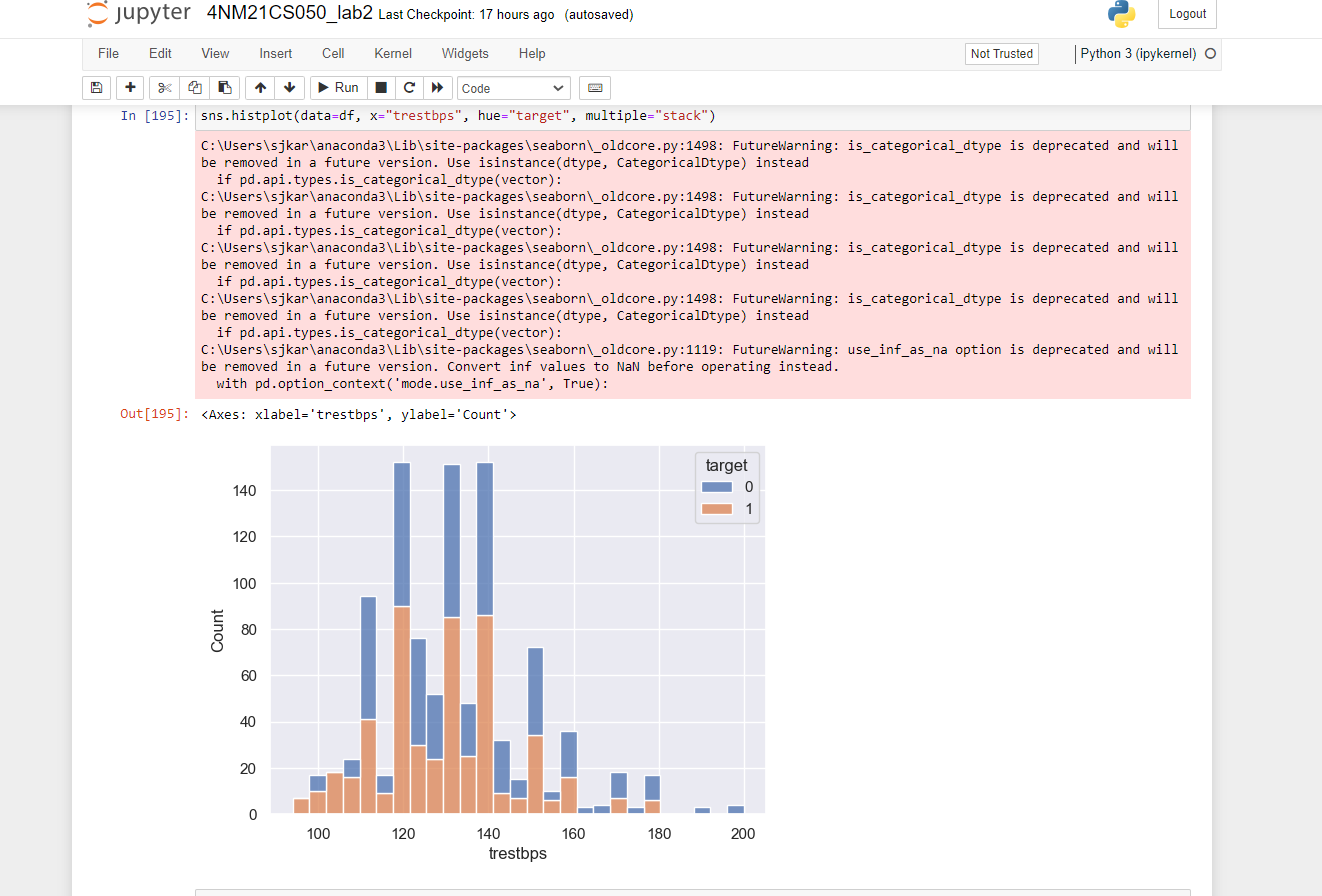 jupyter 4NM21CS050_lab2 Last Checkpoint: 17 hours ago (autosaved)
Logout
File Edit View Insert Cell Kernel Widgets Help
Not Trusted
Python 3 (ipykernel)
Run
Code
In [195]: sns.histplot(data=df, x="trestbps", hue="target", multiple="stack")
C:\Users\sjkar\anaconda3\Lib\site-packages\seaborn\_oldcore.py:1498: FutureWarning: is_categorical_dtype is deprecated and will
be removed in a future version. Use isinstance(dtype, CategoricalDtype) instead
if pd.api.types.is_categorical_dtype(vector):
C:\Users\sjkar\anaconda3\Lib\site-packages\seaborn\_oldcore.py:1498: FutureWarning: is_categorical_dtype is deprecated and will
be removed in a future version. Use isinstance(dtype, CategoricalDtype) instead
if pd.api.types.is_categorical_dtype(vector):
C:\Users\sjkar\anaconda3\Lib\site-packages\seaborn\_oldcore.py:1498: FutureWarning: is_categorical_dtype is deprecated and will
be removed in a future version. Use isinstance(dtype, CategoricalDtype) instead
if pd.api.types.is_categorical_dtype(vector):
C:\Users\sjkar\anaconda3\Lib\site-packages\seaborn\_oldcore.py:1498: FutureWarning: is_categorical_dtype is deprecated and will
be removed in a future version. Use isinstance(dtype, CategoricalDtype) instead
if pd.api.types.is_categorical_dtype(vector):
C:\Users\sjkar\anaconda3\Lib\site-packages\seaborn\_oldcore.py:1119: FutureWarning: use_inf_as_na option is deprecated and will
be removed in a future version. Convert inf values to NaN before operating instead.
with pd.option_context('mode.use_inf_as_na', True):
Out[195]: <Axes: xlabel='trestbps', ylabel='Count'>
target
0
1
140
120
100
80
60
40
20
0
Count
100 120 140 160 180 200
trestbps